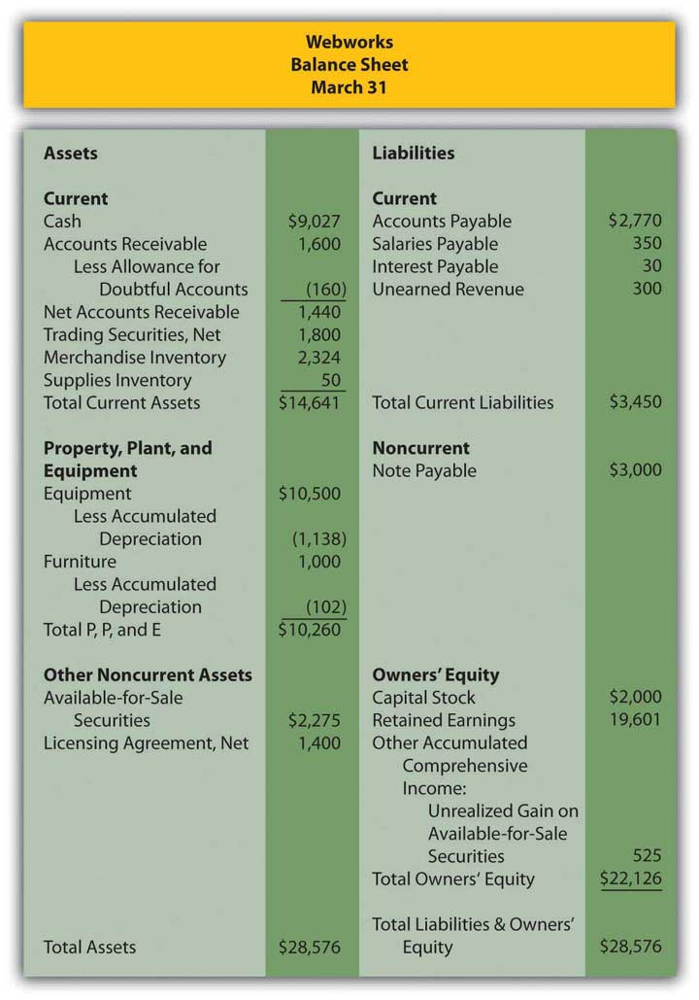 Webworks
Balance Sheet
March 31
Assets
Current
Cash $9,027
Accounts Receivable 1,600
Less Allowance for
Doubtful Accounts (160)
Net Accounts Receivable 1,440
Trading Securities, Net 1,800
Merchandise Inventory 2,324
Supplies Inventory 50
Total Current Assets $14,641
Property, Plant, and
Equipment
Equipment $10,500
Less Accumulated
Depreciation (1,138)
Furniture 1,000
Less Accumulated
Depreciation (102)
Total P, P, and E $10,260
Other Noncurrent Assets
Available-for-Sale
Securities $2,275
Licensing Agreement, Net 1,400
Total Assets $28,576
Liabilities
Current
Accounts Payable $2,770
Salaries Payable 350
Interest Payable 30
Unearned Revenue 300
Total Current Liabilities $3,450
Noncurrent
Note Payable $3,000
Owners' Equity
Capital Stock $2,000
Retained Earnings 19,601
Other Accumulated
Comprehensive
Income:
Unrealized Gain on
Available-for-Sale
Securities 525
Total Owners' Equity $22,126
Total Liabilities & Owners'
Equity $28,576